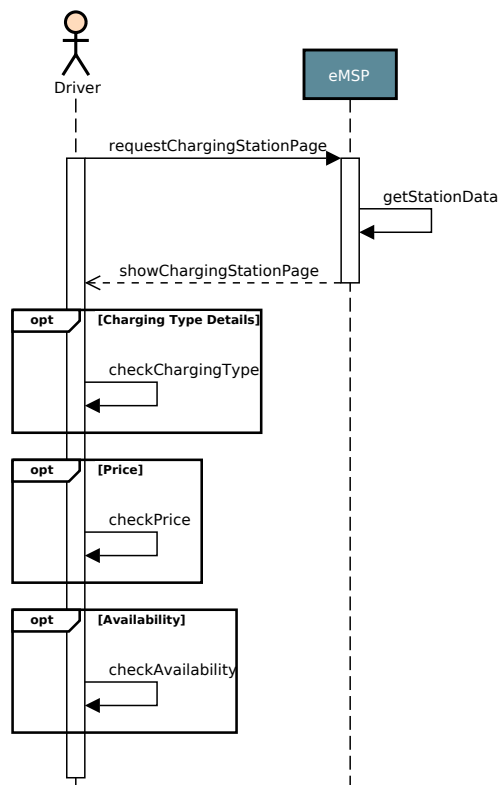 Driver
eMSP
requestChargingStationPage
getStationData
showChargingStationPage
opt [Charging Type Details]
checkChargingType
opt [Price]
checkPrice
opt [Availability]
checkAvailability